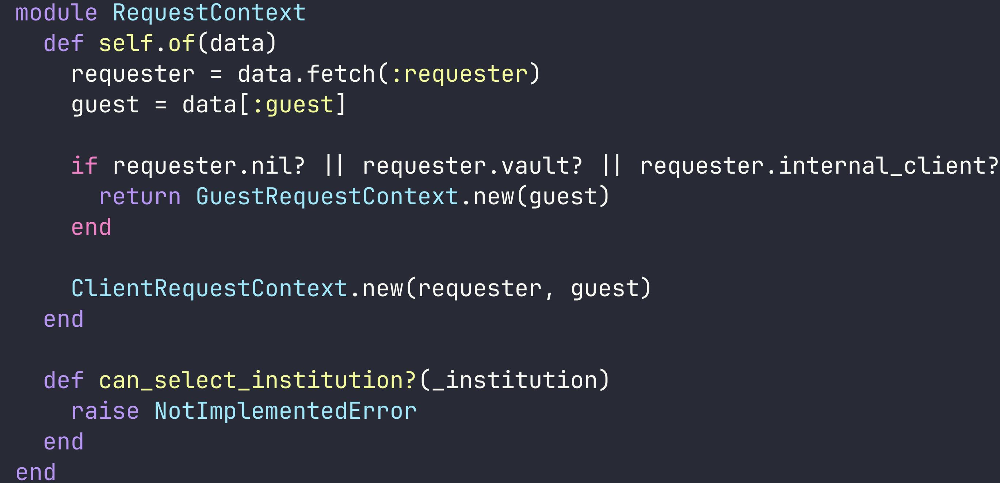 module RequestContext
  def self.of(data)
    requester = data.fetch(:requester)
    guest = data[:guest]

    if requester.nil? || requester.vault? || requester.internal_client?
      return GuestRequestContext.new(guest)
    end

    ClientRequestContext.new(requester, guest)
  end

  def can_select_institution?(_institution)
    raise NotImplementedError
  end
end